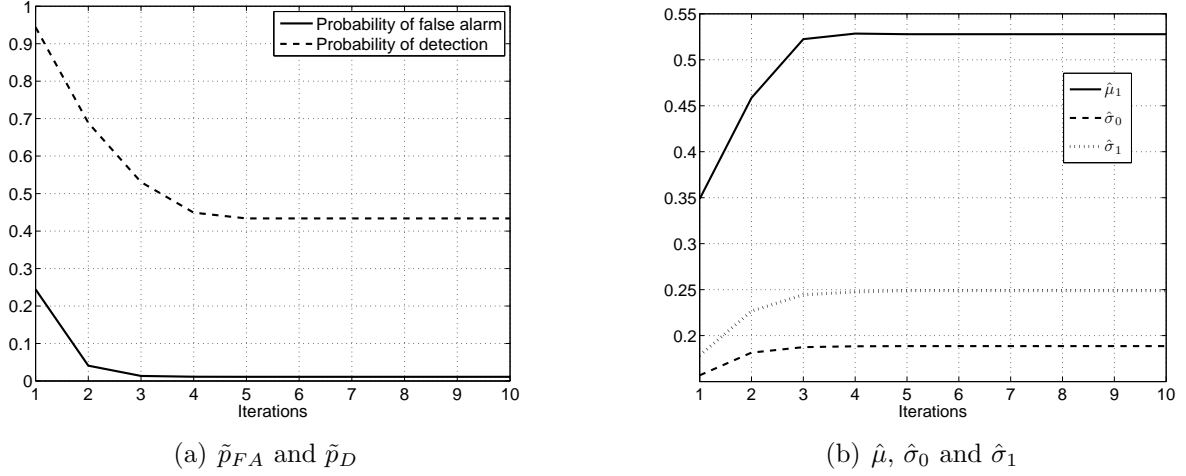 1
0.9
0.8
0.7
0.6
0.5
0.4
0.3
0.2
0.1
0
1 2 3 4 5 6 7 8 9 10
Iterations
Probability of false alarm
Probability of detection
(a) p̃_FA and p̃_D
0.55
0.5
0.45
0.4
0.35
0.3
0.25
0.2
1 2 3 4 5 6 7 8 9 10
Iterations
μ̂₁
σ̂₀
σ̂₁
(b) μ̂, σ̂₀ and σ̂₁